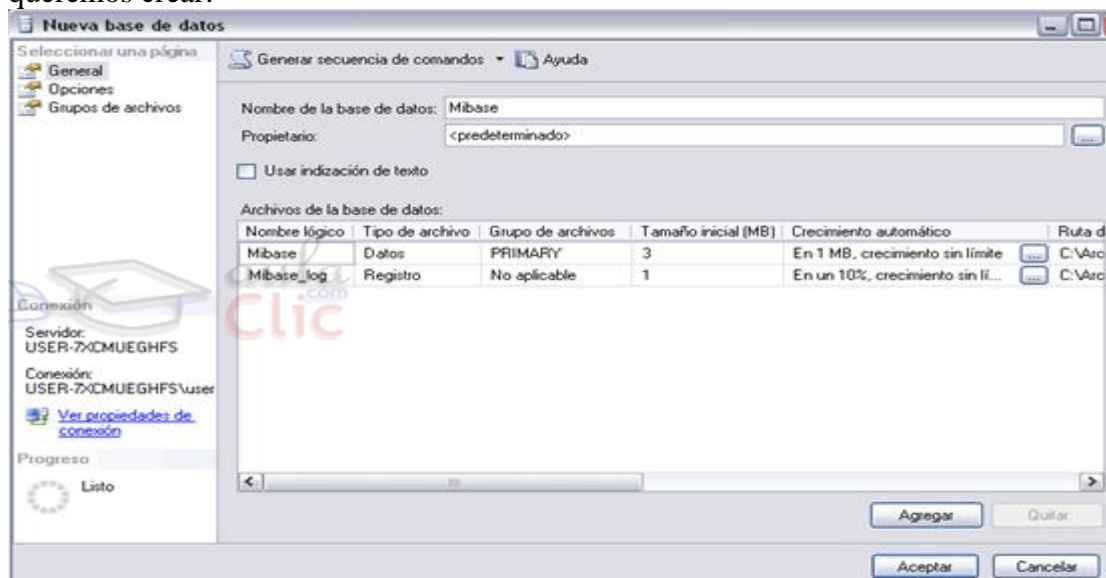 queremos crear.
Nueva base de datos
Seleccionar una página
General
Opciones
Grupos de archivos
Generar secuencia de comandos
Ayuda
Nombre de la base de datos: Mibase
Propietario: <predeterminado>
Usar indización de texto
Archivos de la base de datos:
Nombre lógico Tipo de archivo Grupo de archivos Tamaño inicial (MB) Crecimiento automático Ruta d
Mibase Datos PRIMARY 3 En 1 MB, crecimiento sin límite ... C:\Arc
Mibase_log Registro No aplicable 1 En un 10%, crecimiento sin lí... ... C:\Arc
aula
.com
Clic
Conexión
Servidor:
USER-7XCMUEGHFS
Conexión:
USER-7XCMUEGHFS\user
Ver propiedades de
conexión
Progreso
Listo
Agregar Quitar
Aceptar Cancelar